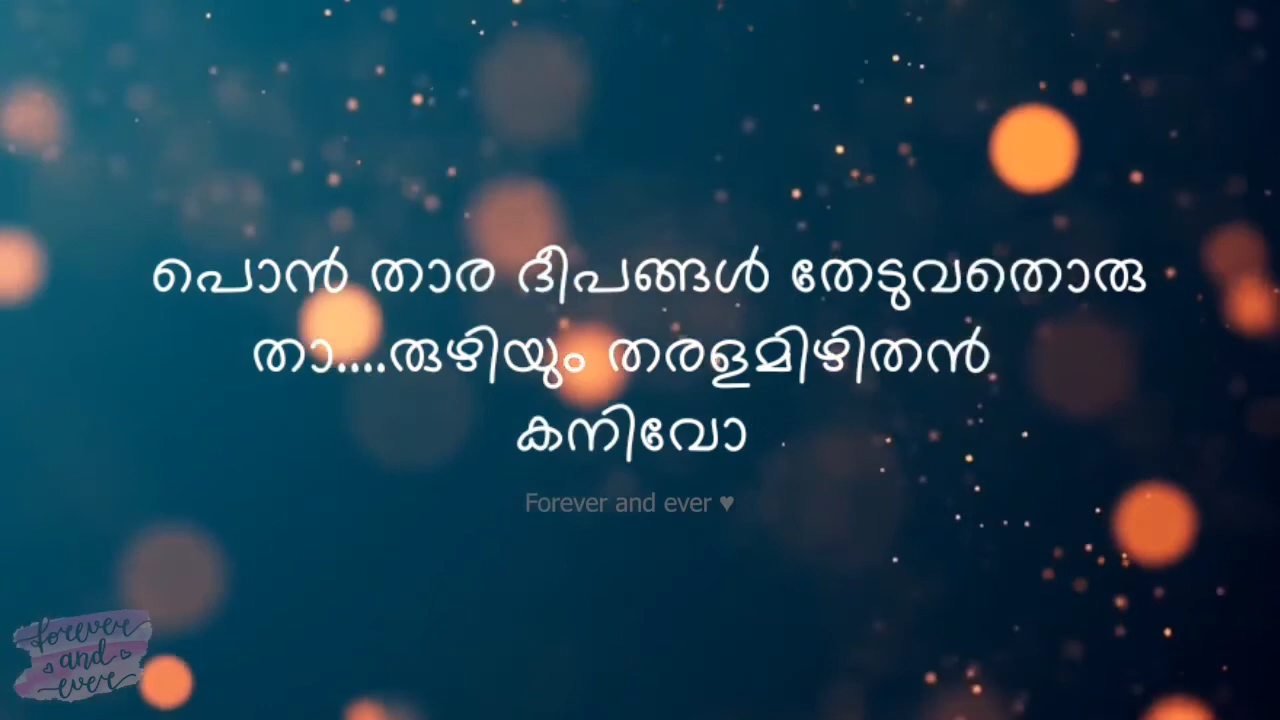 പൊൻ താര ദീപങ്ങൾ തേടുവതൊരു
താ....രുഴിയും തരളമിഴിതൻ
കനിവോ
Forever and ever ♥
forever
and
ever